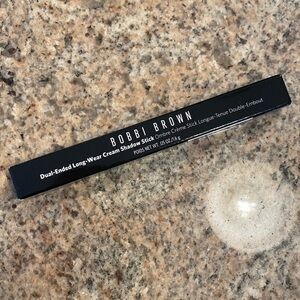 BOBBI BROWN
Dual-Ended Long-Wear Cream Shadow Stick Ombre Crème Stick Longue-Tenue Double-Embout
POIDS NET WT. .05 OZ./1.6 g